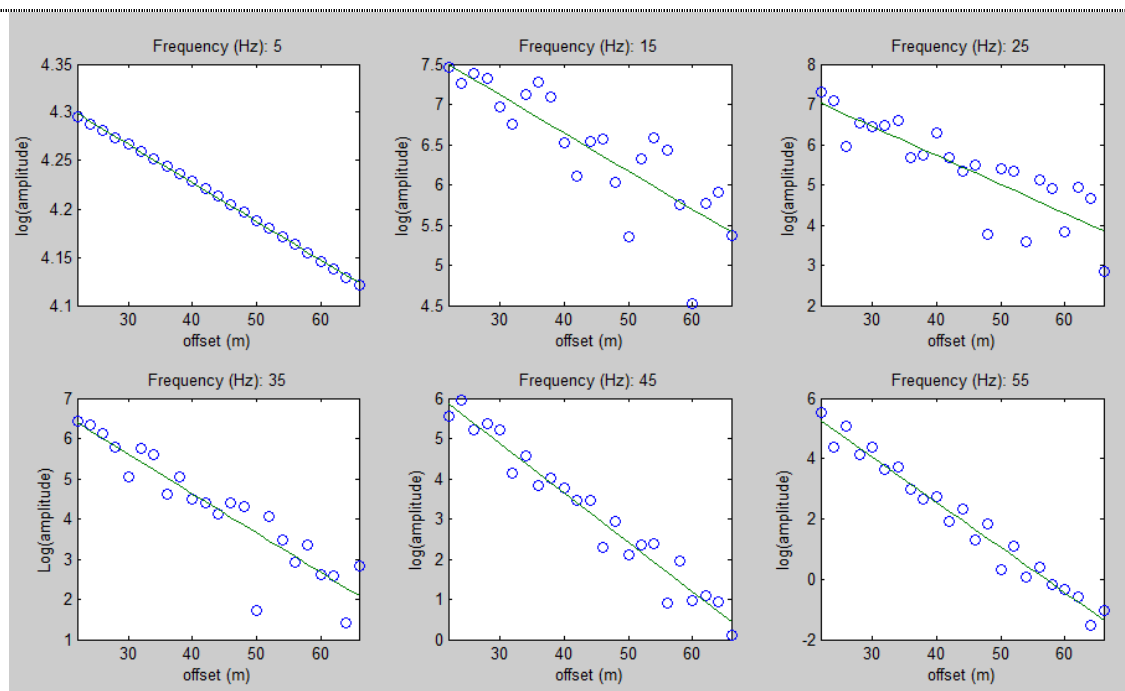 Frequency (Hz): 5
4.35
4.3
4.25
4.2
4.15
4.1
log(amplitude)
30 40 50 60
offset (m)
Frequency (Hz): 15
7.5
7
6.5
6
5.5
5
4.5
log(amplitude)
30 40 50 60
offset (m)
Frequency (Hz): 25
8
7
6
5
4
3
2
log(amplitude)
30 40 50 60
offset (m)
Frequency (Hz): 35
7
6
5
4
3
2
1
Log(amplitude)
30 40 50 60
offset (m)
Frequency (Hz): 45
6
5
4
3
2
1
0
log(amplitude)
30 40 50 60
offset (m)
Frequency (Hz): 55
6
4
2
0
-2
log(amplitude)
30 40 50 60
offset (m)